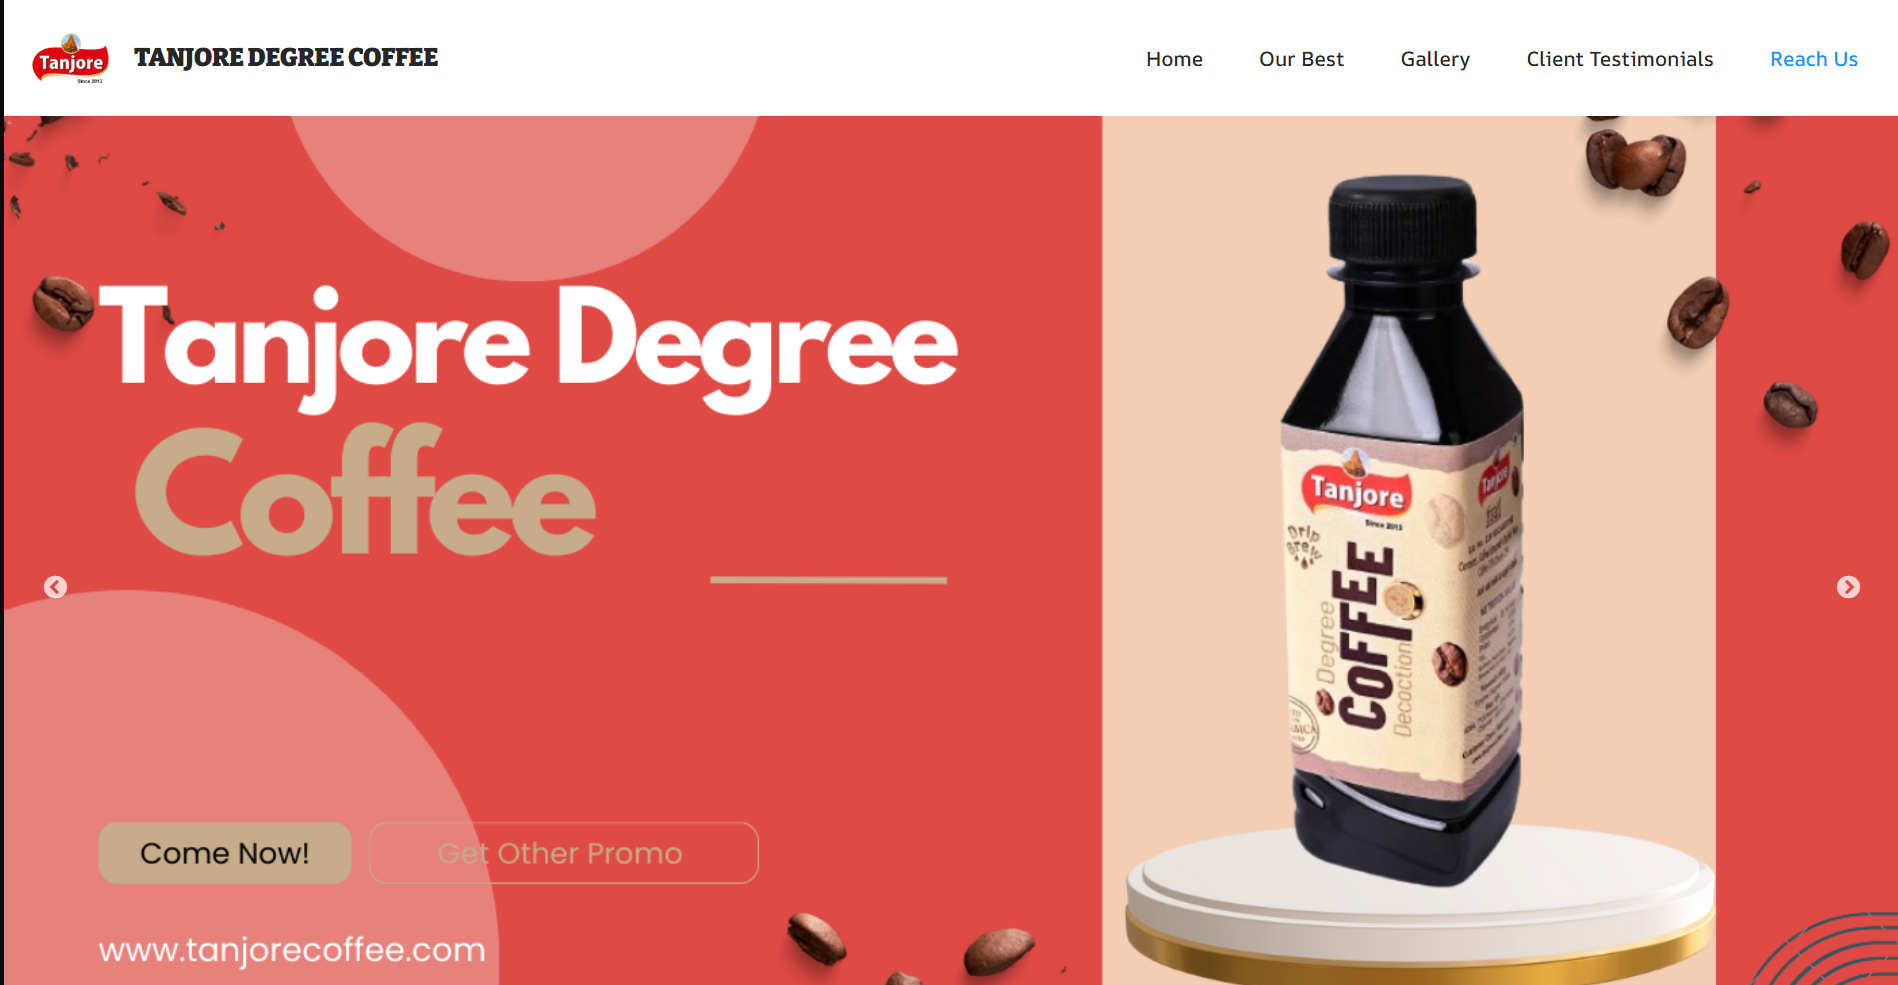 Tanjore
Since 2013
TANJORE DEGREE COFFEE
Home
Our Best
Gallery
Client Testimonials
Reach Us
Tanjore Degree
Coffee
Come Now!
Get Other Promo
www.tanjorecoffee.com
Tanjore
Since 2013
Drip
Brew
Degree
COFFEE
Decoction
Tanjore